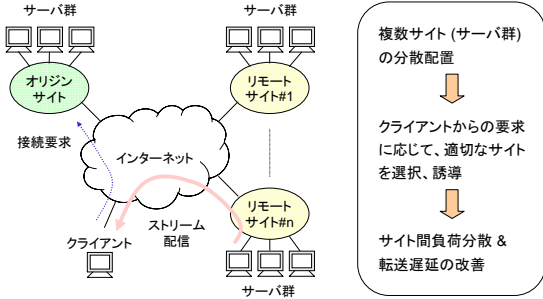 サーバ群
サーバ群
オリジン
サイト
リモート
サイト#1
接続要求
インターネット
リモート
サイト#n
ストリーム
配信
クライアント
サーバ群
複数サイト (サーバ群)
の分散配置
クライアントからの要求
に応じて、適切なサイト
を選択、誘導
サイト間負荷分散 &
転送遅延の改善